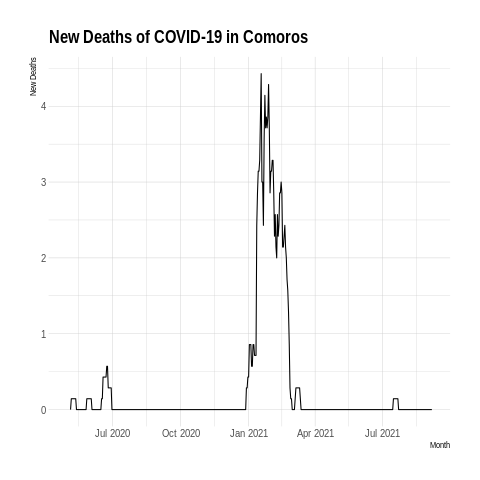 New Deaths of COVID-19 in Comoros
New Deaths
4
3
2
1
0
Jul 2020 Oct 2020 Jan 2021 Apr 2021 Jul 2021
Month